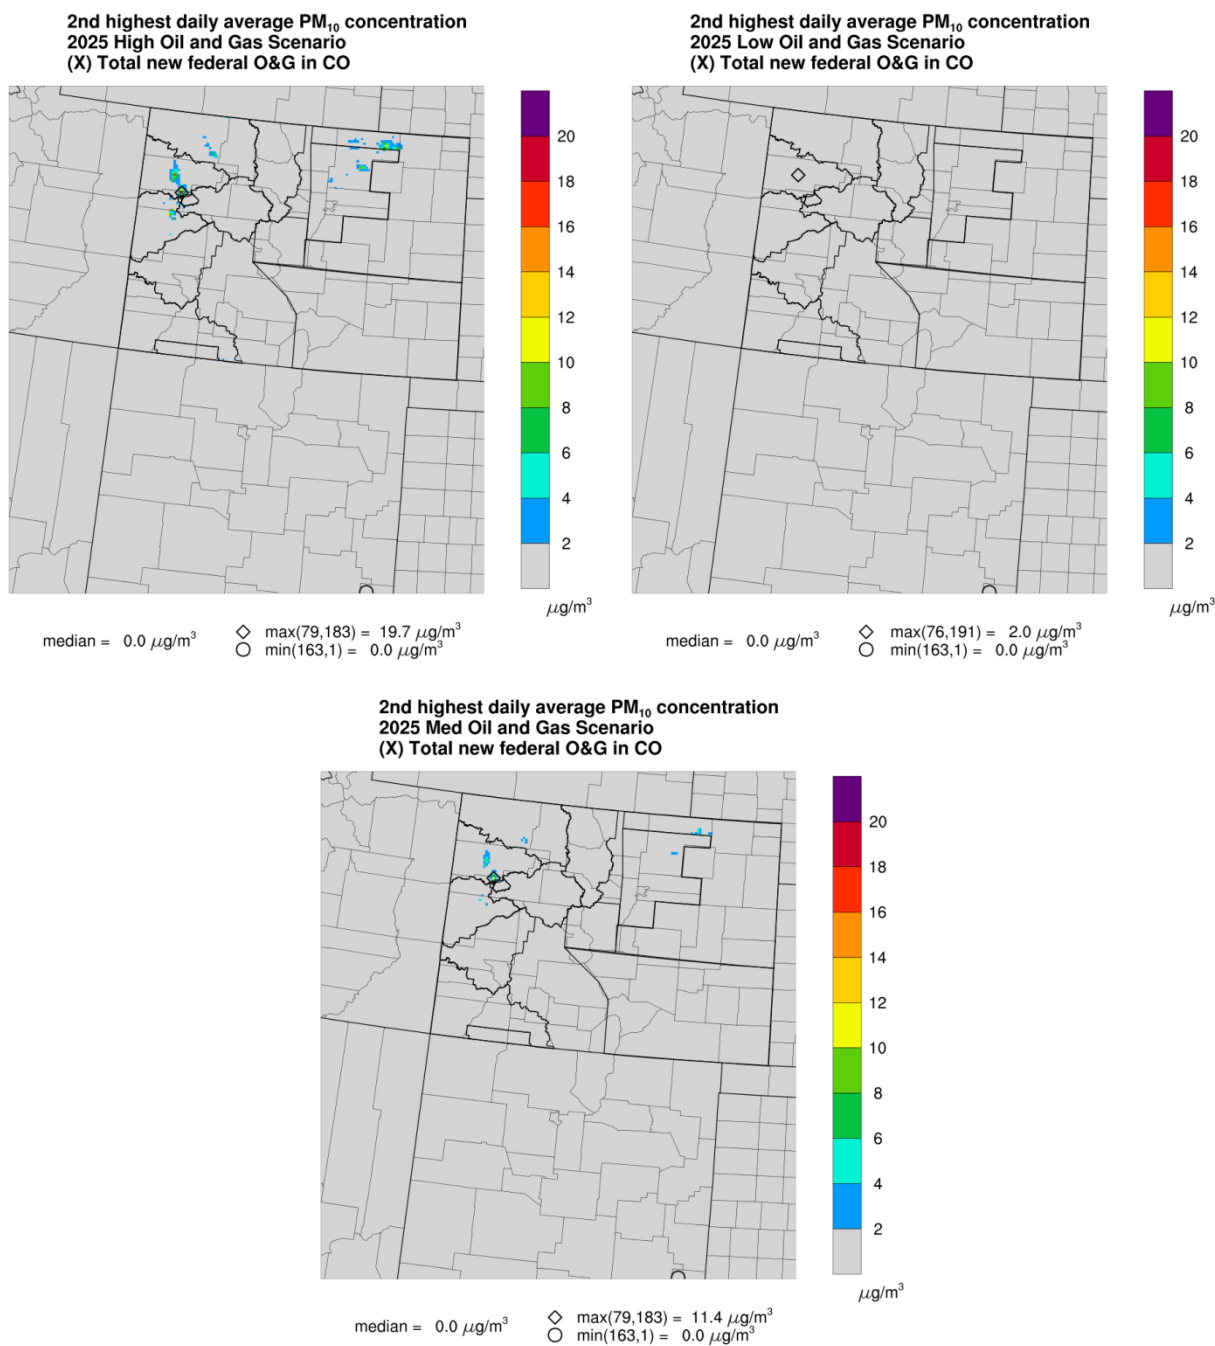 2nd highest daily average PM₁₀ concentration
2025 High Oil and Gas Scenario
(X) Total new federal O&G in CO
20
18
16
14
12
10
8
6
4
2
μg/m³
median = 0.0 μg/m³
max(79,183) = 19.7 μg/m³
min(163,1) = 0.0 μg/m³
2nd highest daily average PM₁₀ concentration
2025 Low Oil and Gas Scenario
(X) Total new federal O&G in CO
20
18
16
14
12
10
8
6
4
2
μg/m³
median = 0.0 μg/m³
max(76,191) = 2.0 μg/m³
min(163,1) = 0.0 μg/m³
2nd highest daily average PM₁₀ concentration
2025 Med Oil and Gas Scenario
(X) Total new federal O&G in CO
20
18
16
14
12
10
8
6
4
2
μg/m³
median = 0.0 μg/m³
max(79,183) = 11.4 μg/m³
min(163,1) = 0.0 μg/m³